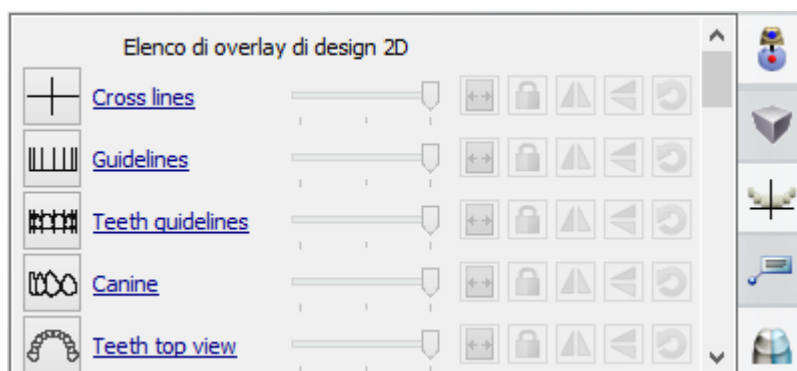 Elenco di overlay di design 2D
Cross lines
Guidelines
Teeth guidelines
Canine
Teeth top view